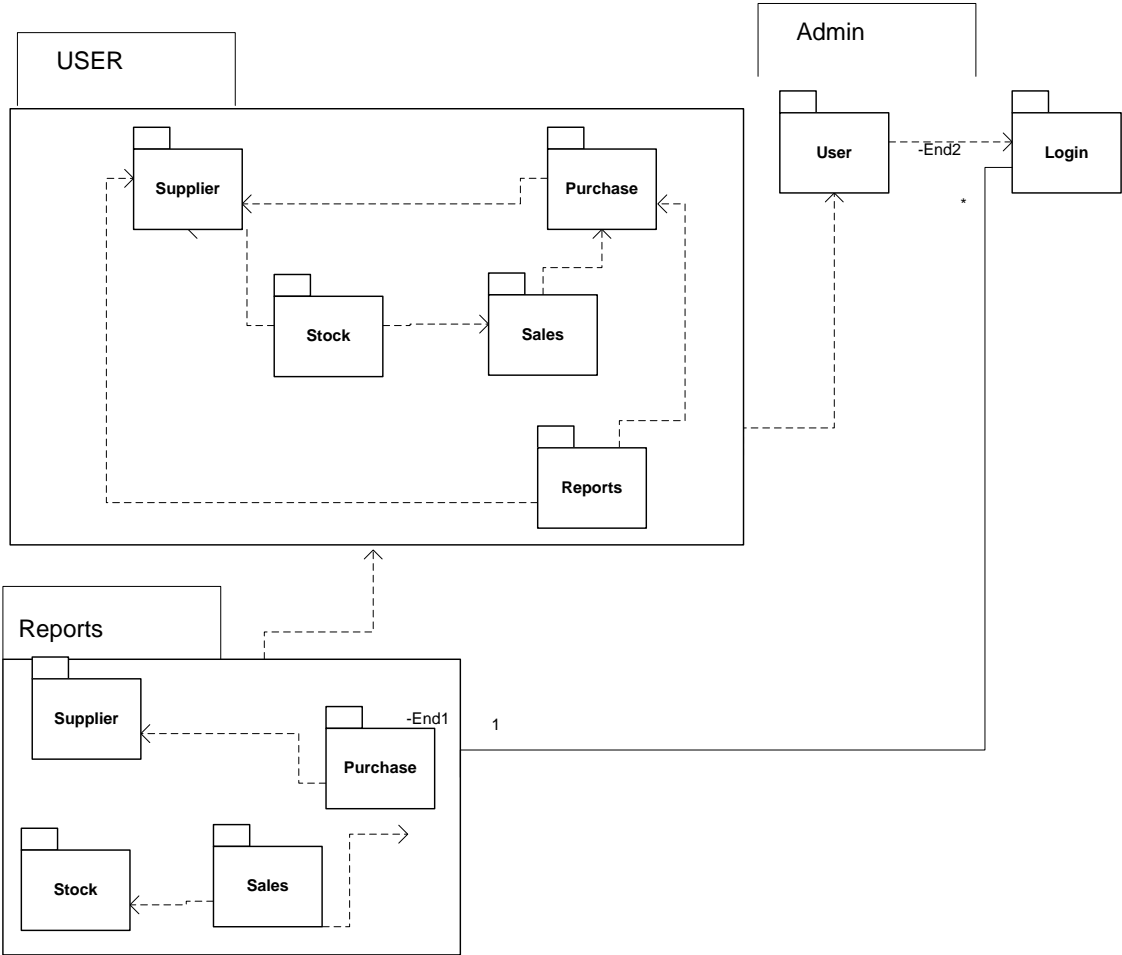 USER
Admin
Supplier
Purchase
User
-End2
Login
*
Stock
Sales
Reports
Reports
Supplier
-End1
1
Purchase
Stock
Sales